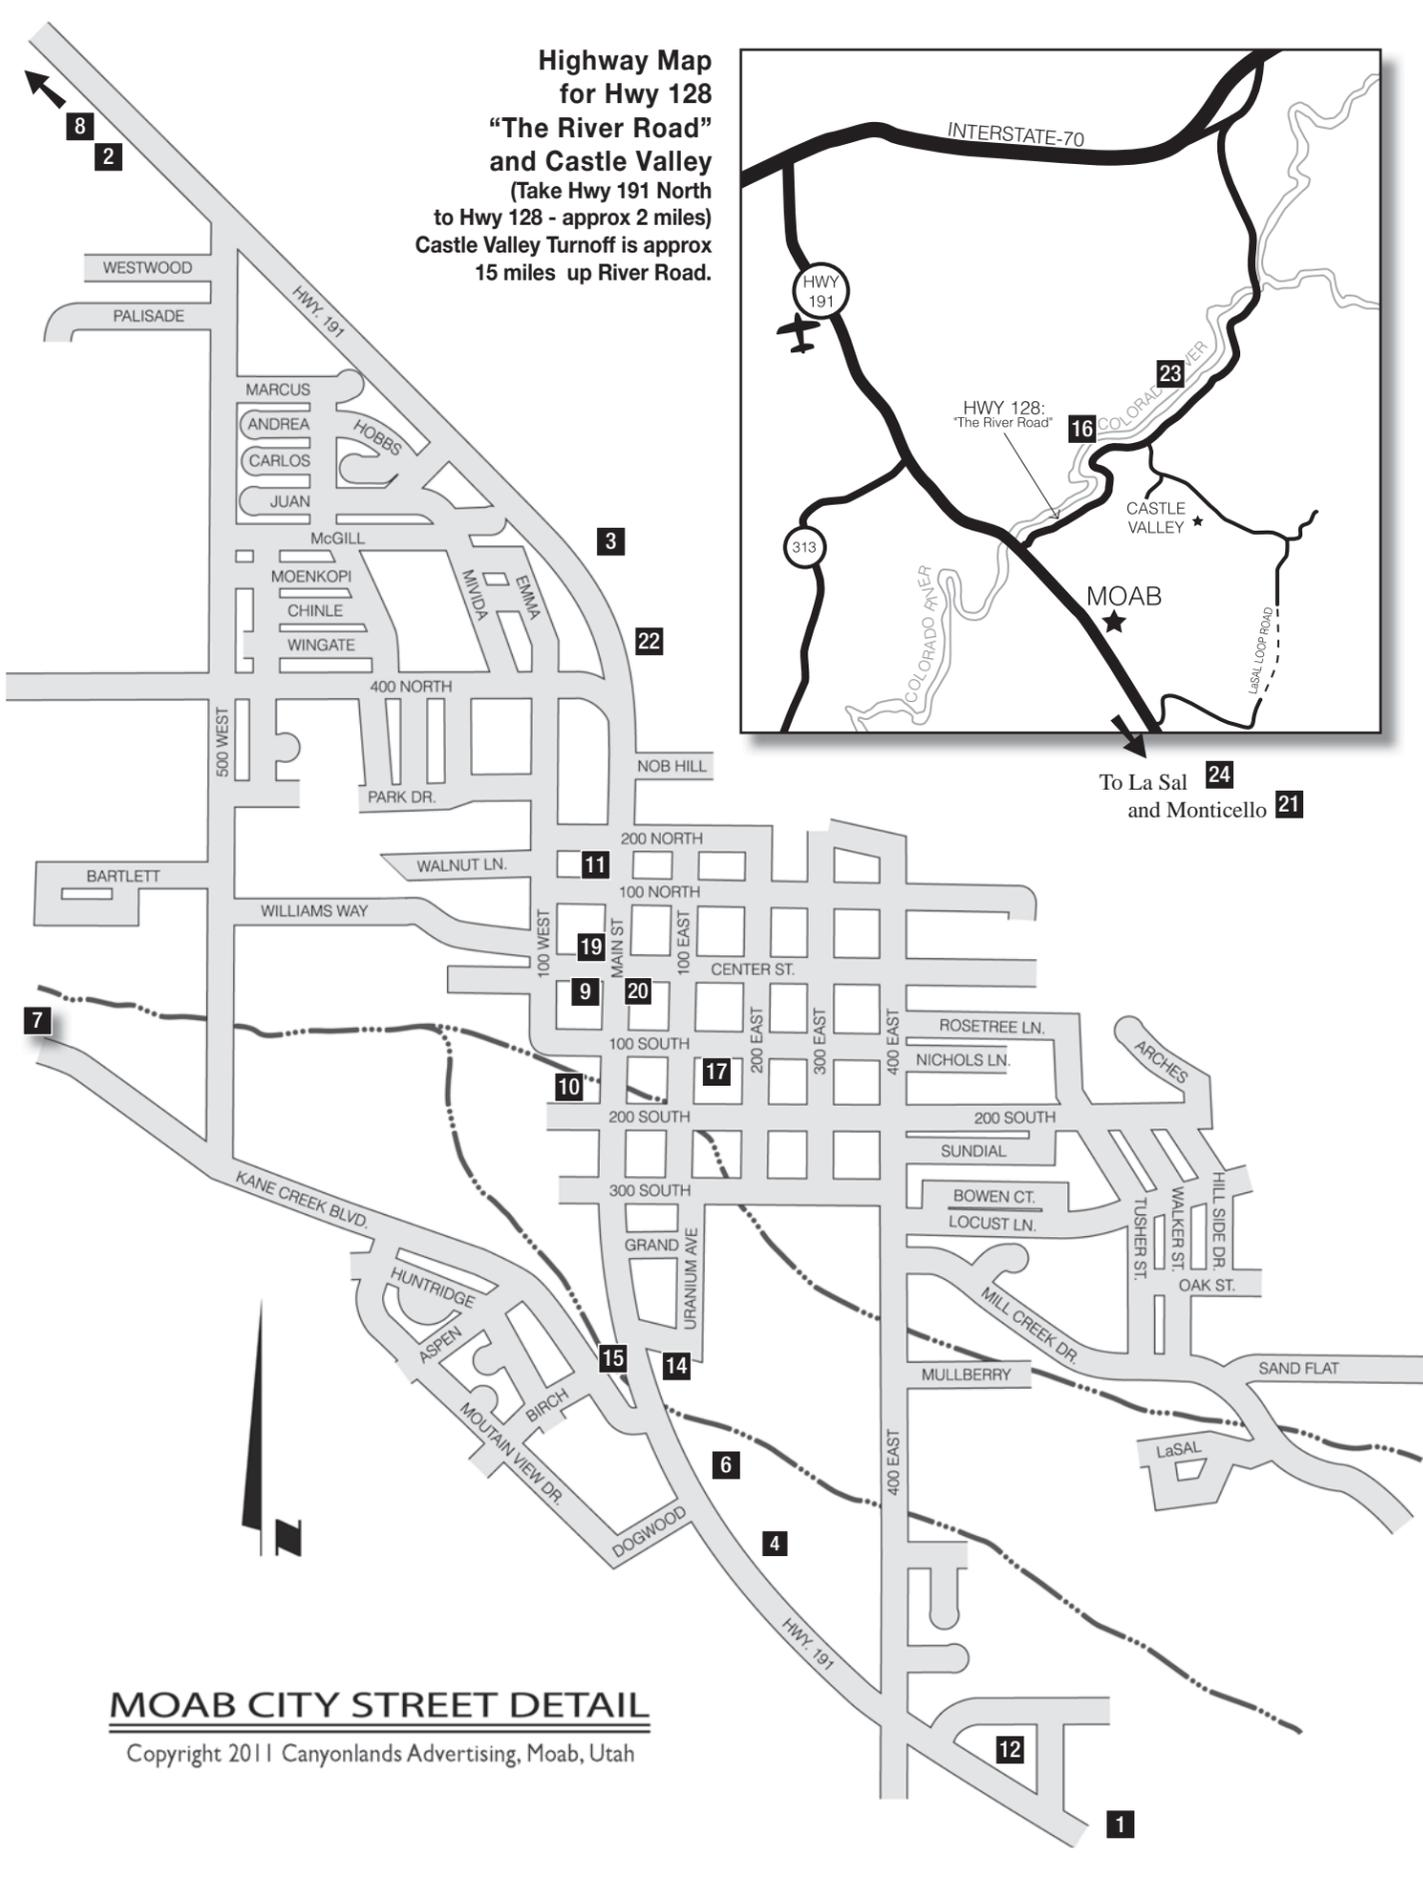 Highway Map
for Hwy 128
“The River Road”
and Castle Valley
(Take Hwy 191 North
to Hwy 128 - approx 2 miles)
Castle Valley Turnoff is approx
15 miles up River Road.
INTERSTATE-70
HWY
191
COLORADO RIVER
23
16
HWY 128:
"The River Road"
CASTLE
VALLEY
313
MOAB
COLORADO RIVER
LaSAL LOOP ROAD
To La Sal
24
and Monticello
21
8
2
WESTWOOD
PALISADE
HWY. 191
MARCUS
ANDREA
HOBBS
CARLOS
JUAN
McGILL
3
MOENKOPI
MIVIDA
EMMA
CHINLE
WINGATE
22
400 NORTH
500 WEST
NOB HILL
PARK DR.
200 NORTH
WALNUT LN.
11
BARTLETT
100 NORTH
WILLIAMS WAY
100 WEST
19
MAIN ST
100 EAST
CENTER ST.
9
20
7
200 EAST
300 EAST
400 EAST
ROSETREE LN.
100 SOUTH
NICHOLS LN.
ARCHES
10
17
200 SOUTH
200 SOUTH
SUNDIAL
300 SOUTH
KANE CREEK BLVD.
BOWEN CT.
LOCUST LN.
TUSHER ST.
WALKER ST.
HILL SIDE DR.
GRAND
URANIUM AVE
OAK ST.
HUNTRIDGE
MILL CREEK DR.
ASPEN
15
14
MULLBERRY
SAND FLAT
BIRCH
MOUTAIN VIEW DR.
LaSAL
6
400 EAST
DOGWOOD
4
HWY. 191
12
1
MOAB CITY STREET DETAIL
Copyright 2011 Canyonlands Advertising, Moab, Utah
N